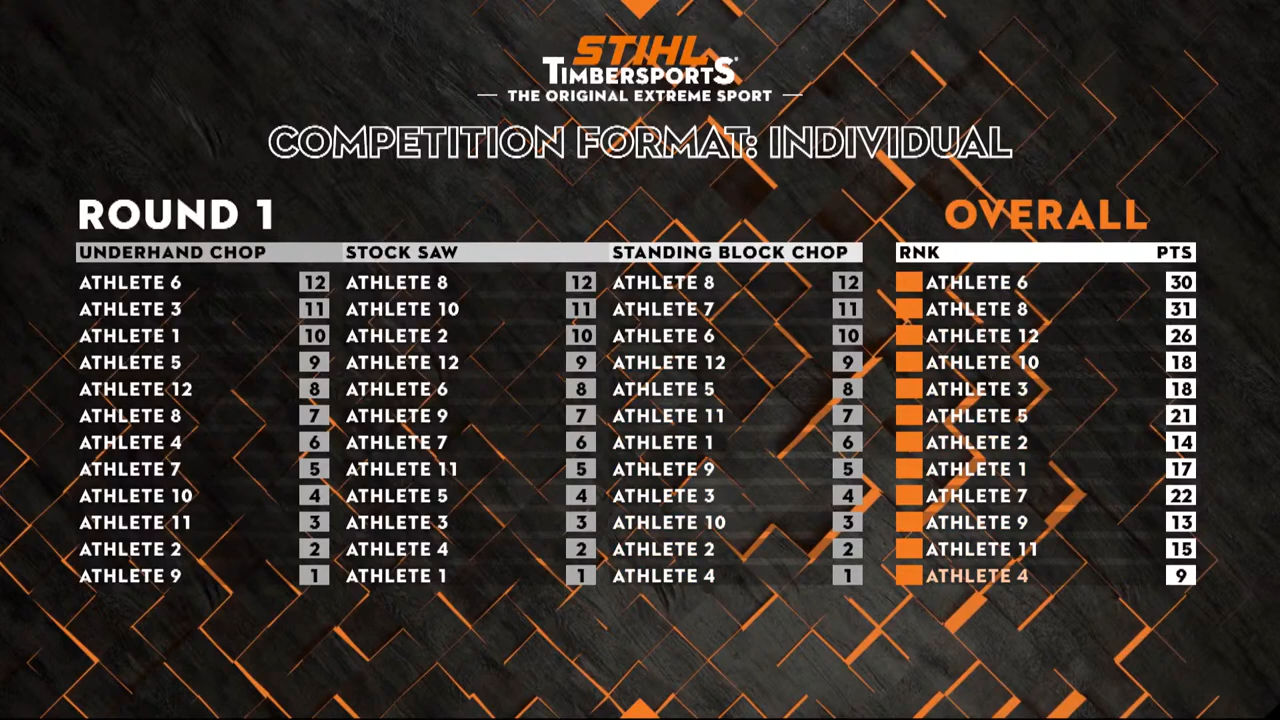 STIHL
TIMBERSPORTS®
THE ORIGINAL EXTREME SPORT
COMPETITION FORMAT: INDIVIDUAL
ROUND 1 OVERALL
UNDERHAND CHOP STOCK SAW STANDING BLOCK CHOP RNK PTS
ATHLETE 6 12 ATHLETE 8 12 ATHLETE 8 12 ATHLETE 6 30
ATHLETE 3 11 ATHLETE 10 11 ATHLETE 7 11 ATHLETE 8 31
ATHLETE 1 10 ATHLETE 2 10 ATHLETE 6 10 ATHLETE 12 26
ATHLETE 5 9 ATHLETE 12 9 ATHLETE 12 9 ATHLETE 10 18
ATHLETE 12 8 ATHLETE 6 8 ATHLETE 5 8 ATHLETE 3 18
ATHLETE 8 7 ATHLETE 9 7 ATHLETE 11 7 ATHLETE 5 21
ATHLETE 4 6 ATHLETE 7 6 ATHLETE 1 6 ATHLETE 2 14
ATHLETE 7 5 ATHLETE 11 5 ATHLETE 9 5 ATHLETE 1 17
ATHLETE 10 4 ATHLETE 5 4 ATHLETE 3 4 ATHLETE 7 22
ATHLETE 11 3 ATHLETE 3 3 ATHLETE 10 3 ATHLETE 9 13
ATHLETE 2 2 ATHLETE 4 2 ATHLETE 2 2 ATHLETE 11 15
ATHLETE 9 1 ATHLETE 1 1 ATHLETE 4 1 ATHLETE 4 9